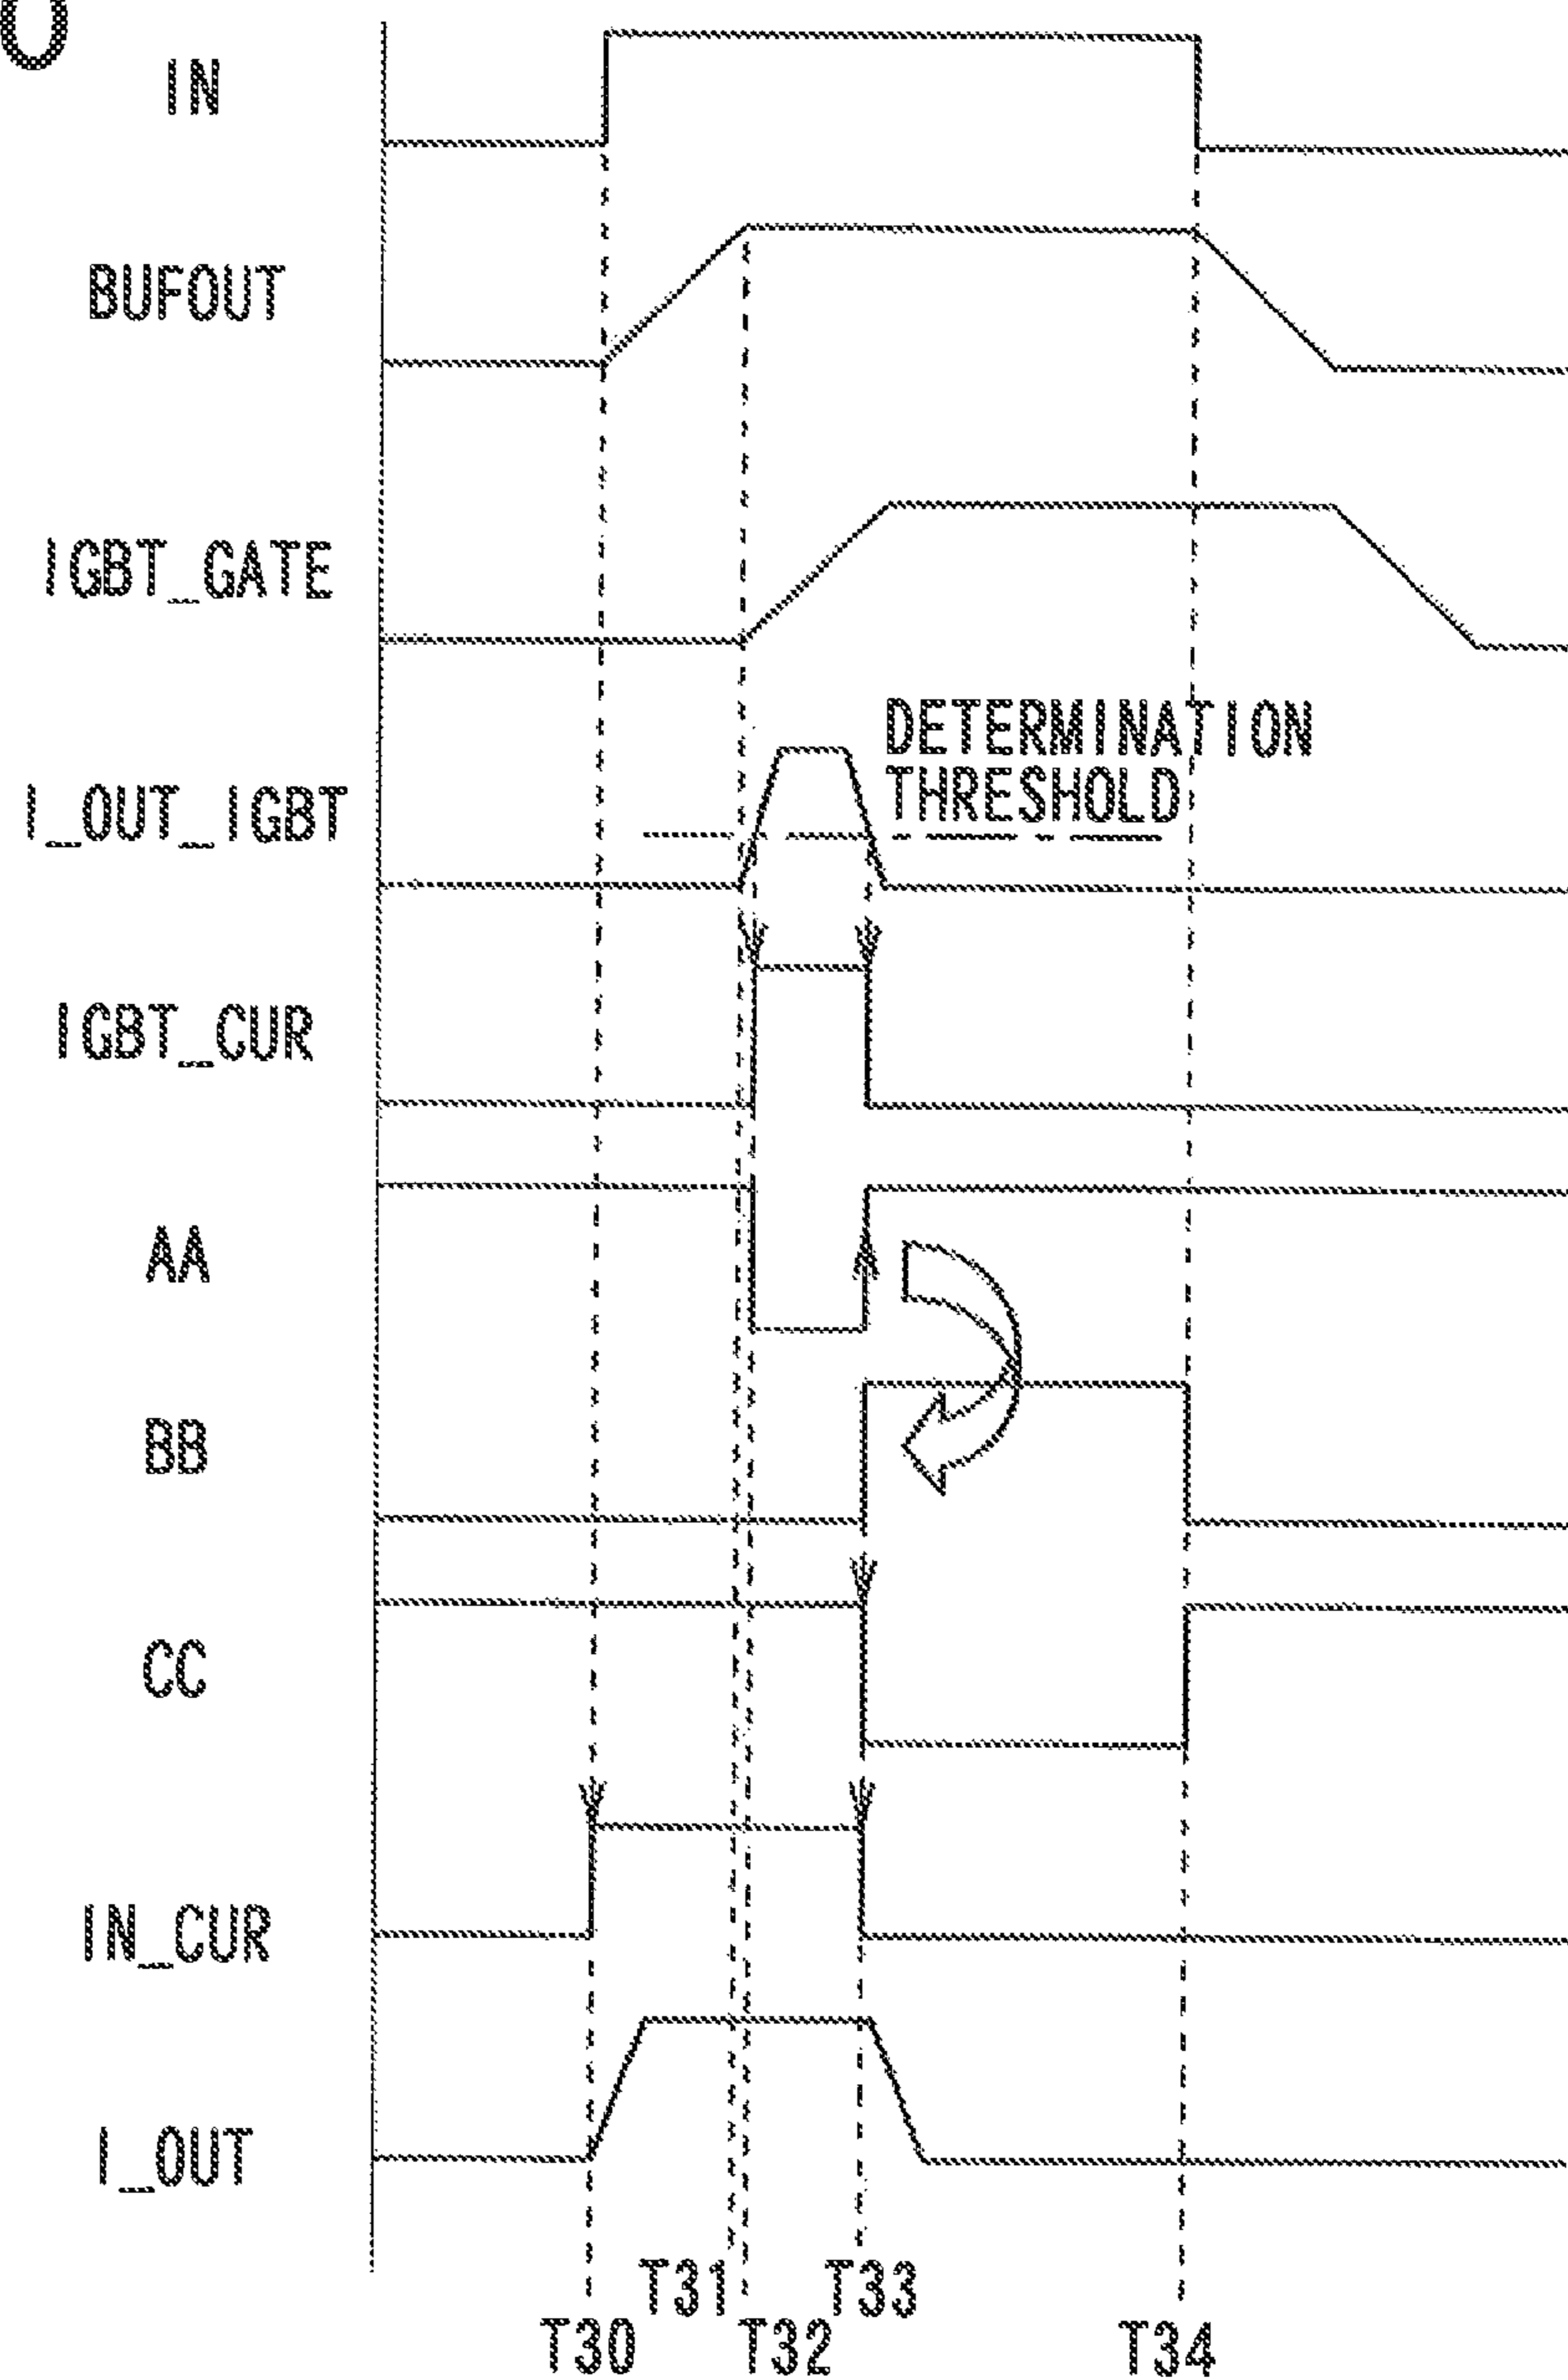 IN
BUFOUT
IGBT_GATE
DETERMINATION
THRESHOLD
I_OUT_IGBT
IGBT_CUR
AA
BB
CC
IN_CUR
I_OUT
T31
T33
T30
T32
T34